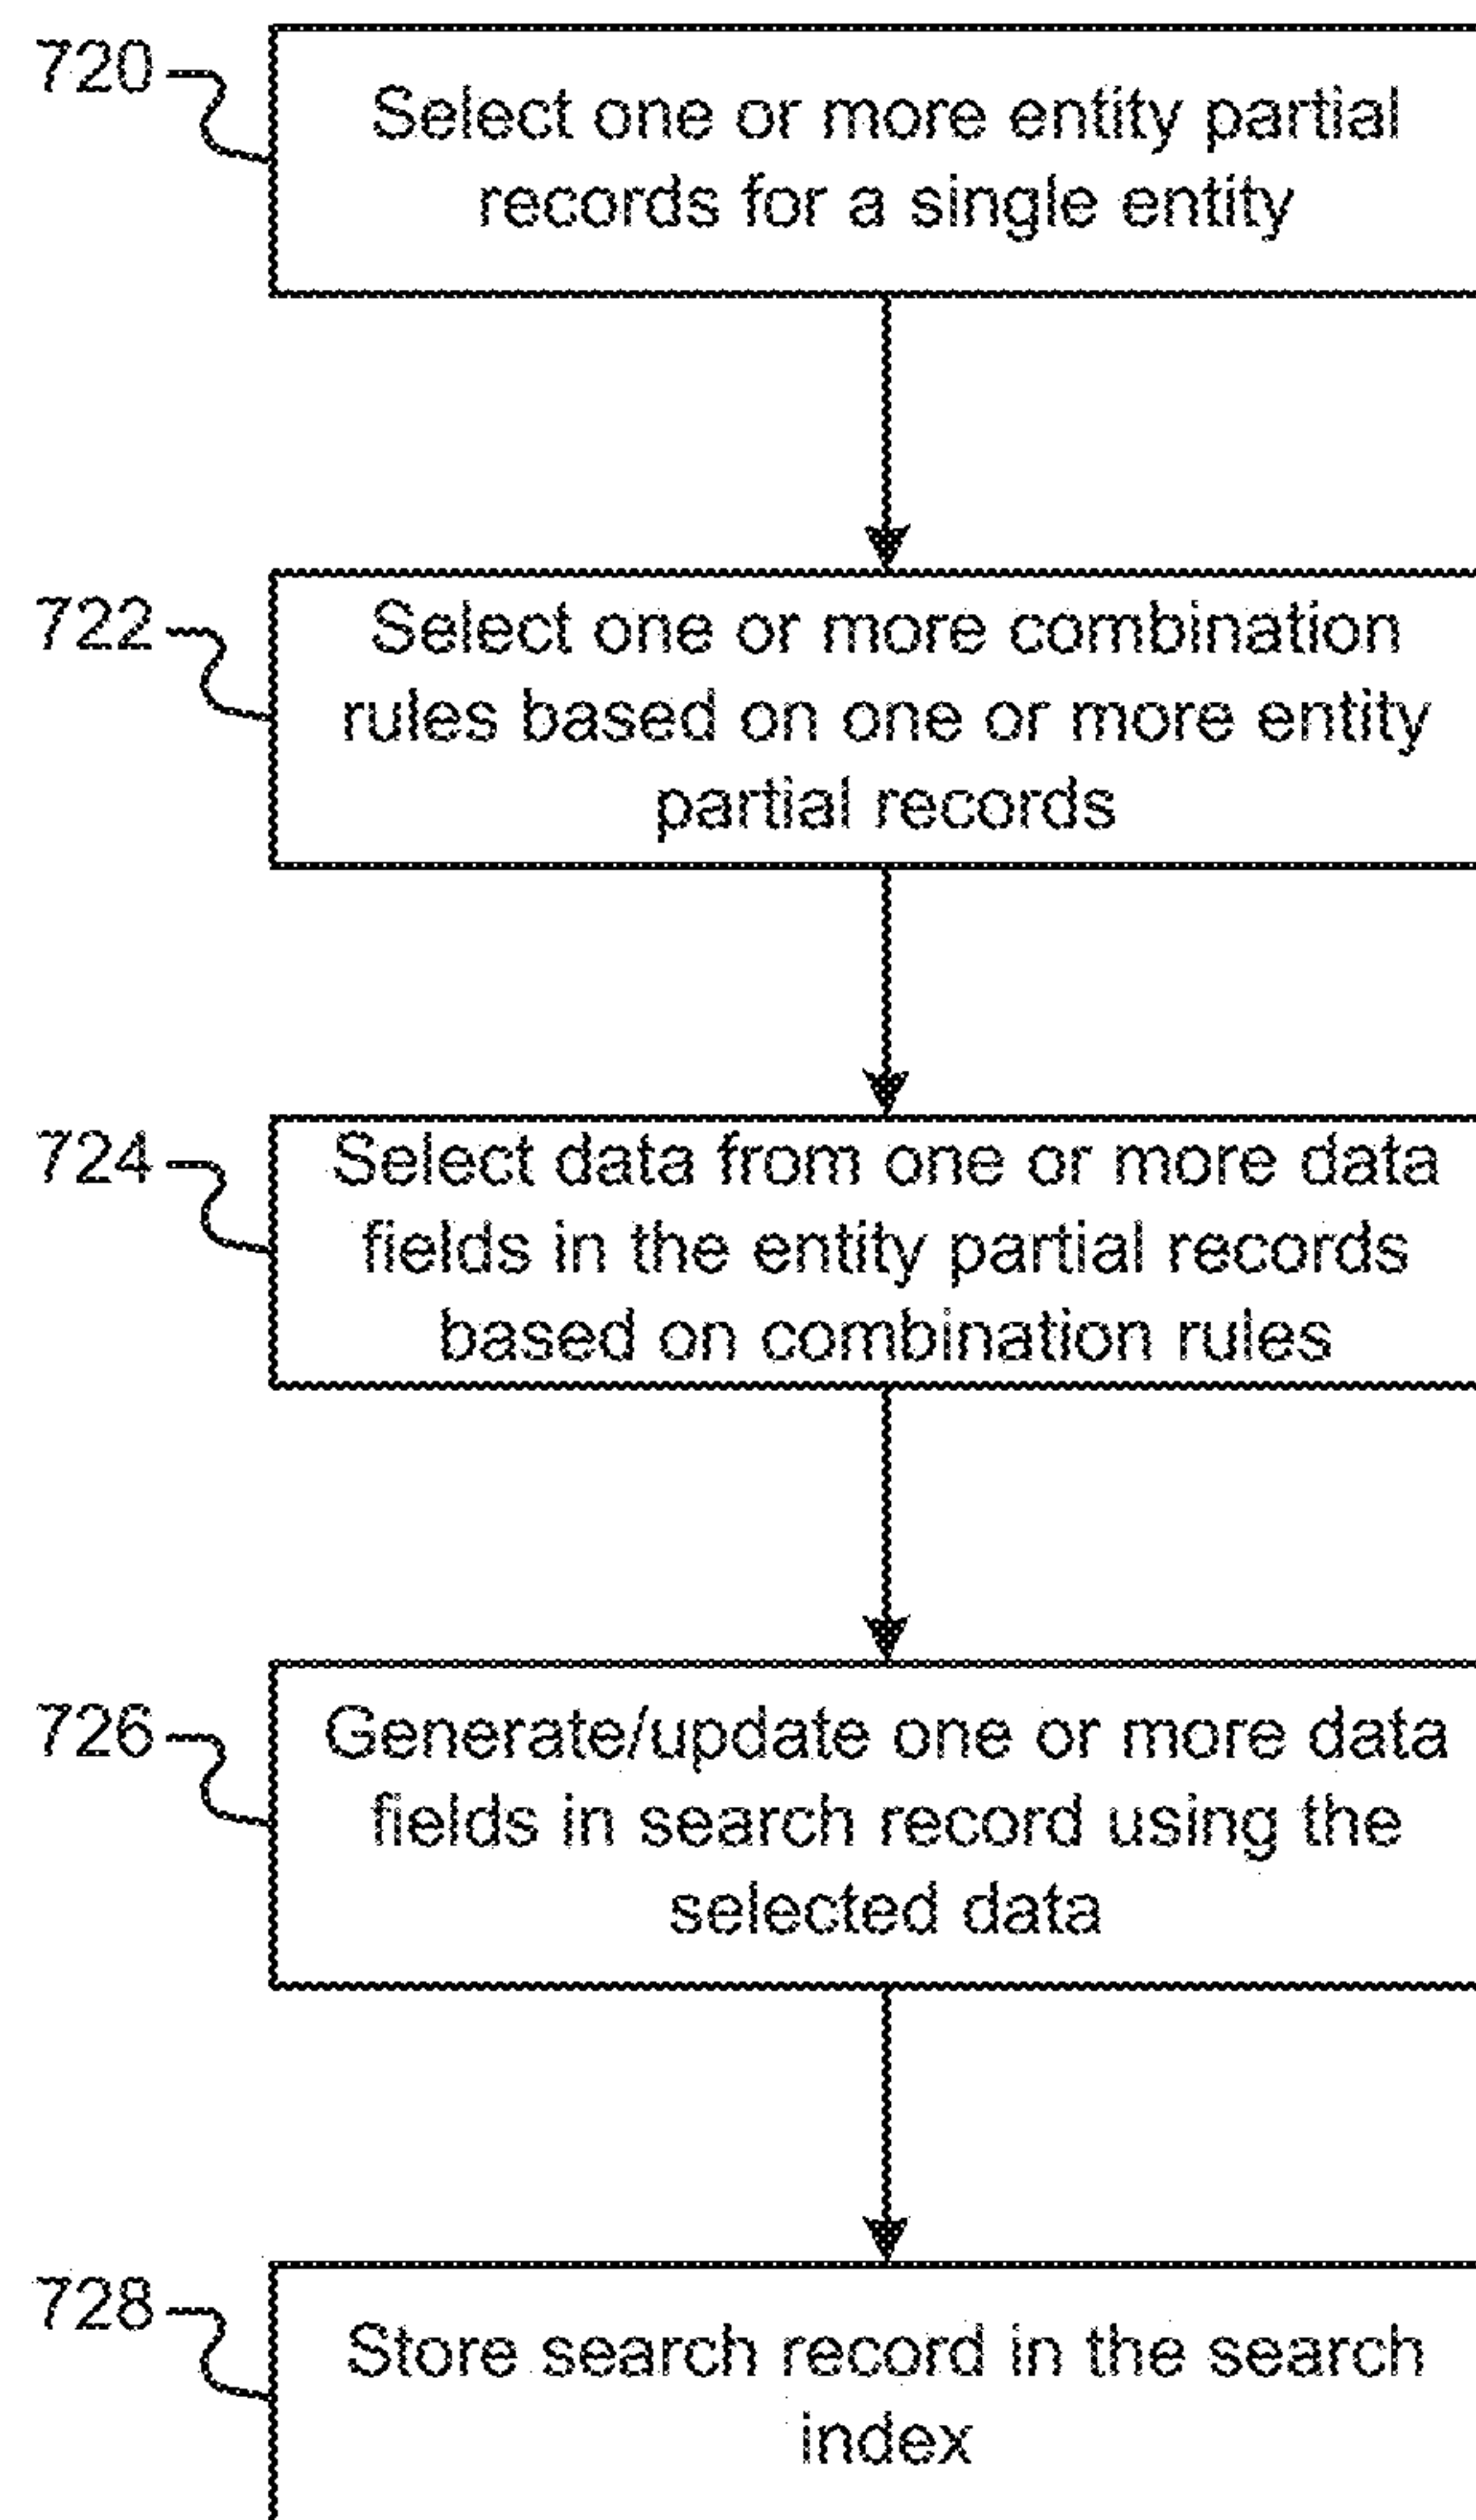 720
Select one or more entity partial
records for a single entity
722
Select one or more combination
rules based on one or more entity
partial records
724
Select data from one or more data
fields in the entity partial records
based on combination rules
726
Generate/update one or more data
fields in search record using the
selected data
728
Store search record in the search
index